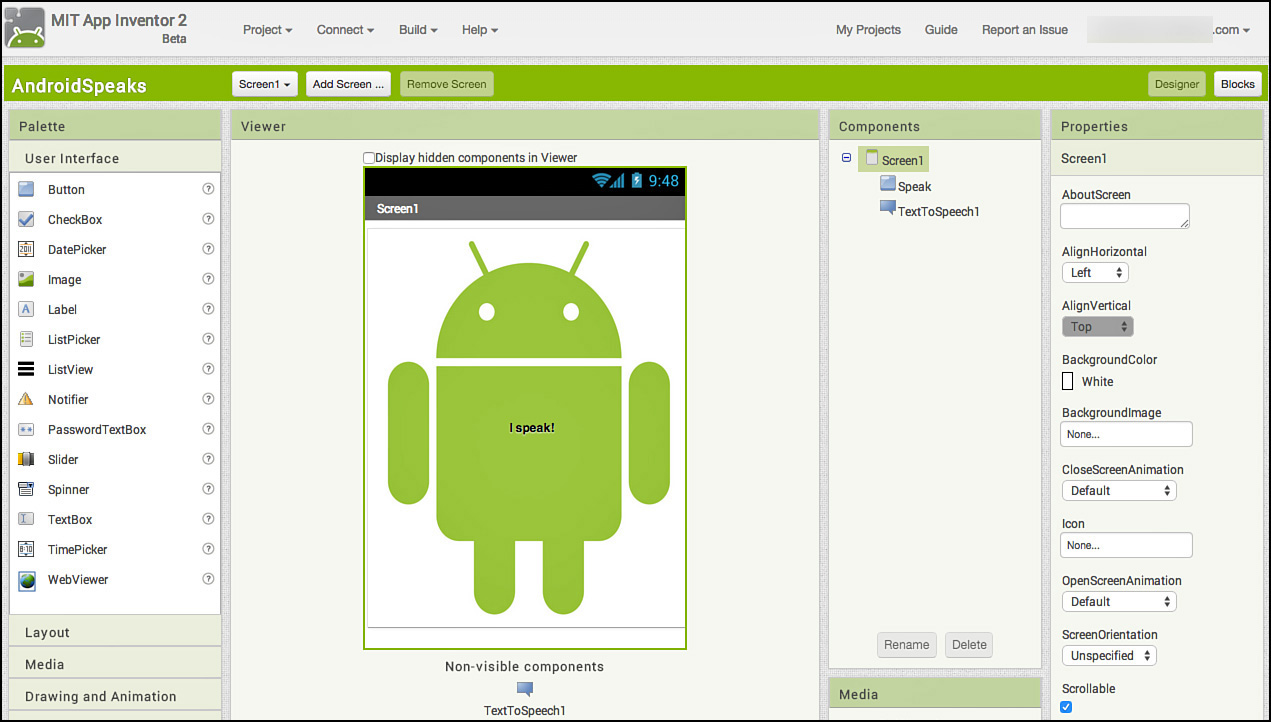 MIT App Inventor 2
Beta
Project Connect Build Help
My Projects Guide Report an Issue .com
AndroidSpeaks
Screen1 Add Screen ... Remove Screen
Designer Blocks
Palette
User Interface
Button ?
CheckBox ?
DatePicker ?
Image ?
Label ?
ListPicker ?
ListView ?
Notifier ?
PasswordTextBox ?
Slider ?
Spinner ?
TextBox ?
TimePicker ?
WebViewer ?
Layout
Media
Drawing and Animation
Viewer
Display hidden components in Viewer
9:48
Screen1
I speak!
Non-visible components
TextToSpeech1
Components
Screen1
Speak
TextToSpeech1
Rename Delete
Media
Properties
Screen1
AboutScreen
AlignHorizontal
Left
AlignVertical
Top
BackgroundColor
White
BackgroundImage
None...
CloseScreenAnimation
Default
Icon
None...
OpenScreenAnimation
Default
ScreenOrientation
Unspecified
Scrollable